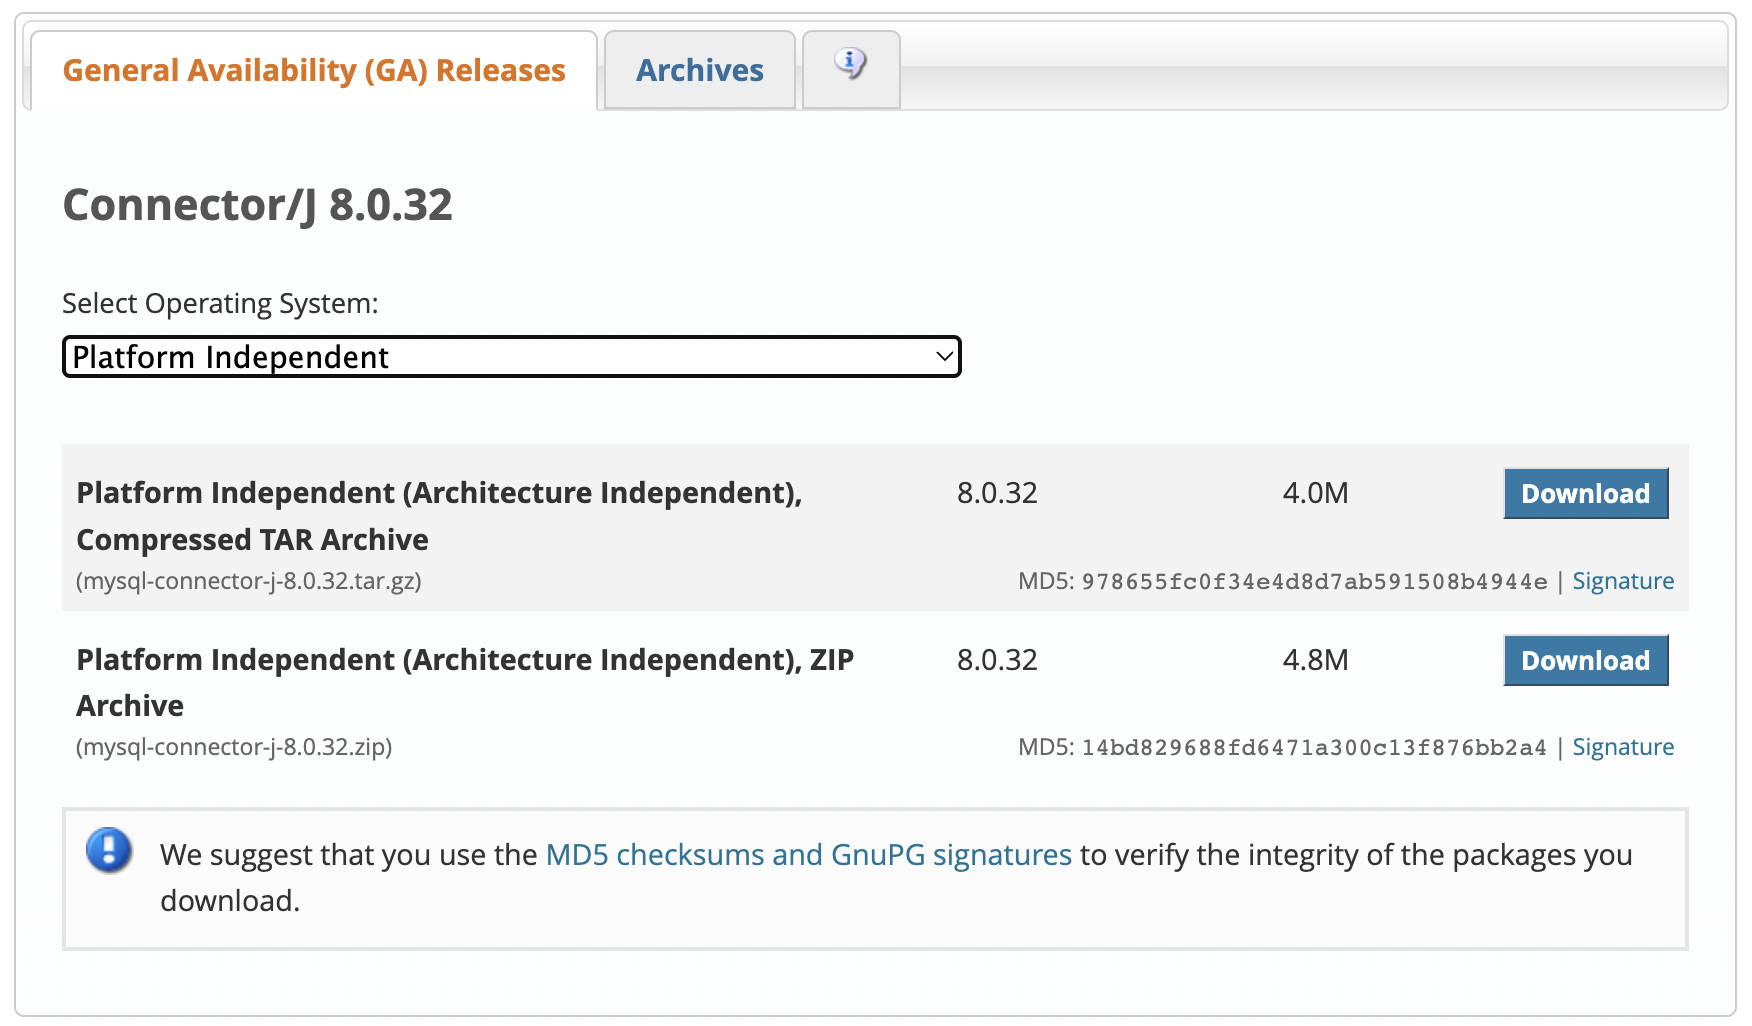 General Availability (GA) Releases
Archives
Connector/J 8.0.32
Select Operating System:
Platform Independent
Platform Independent (Architecture Independent), 8.0.32 4.0M Download
Compressed TAR Archive
(mysql-connector-j-8.0.32.tar.gz) MD5: 978655fc0f34e4d8d7ab591508b4944e | Signature
Platform Independent (Architecture Independent), ZIP 8.0.32 4.8M Download
Archive
(mysql-connector-j-8.0.32.zip) MD5: 14bd829688fd6471a300c13f876bb2a4 | Signature
We suggest that you use the MD5 checksums and GnuPG signatures to verify the integrity of the packages you
download.